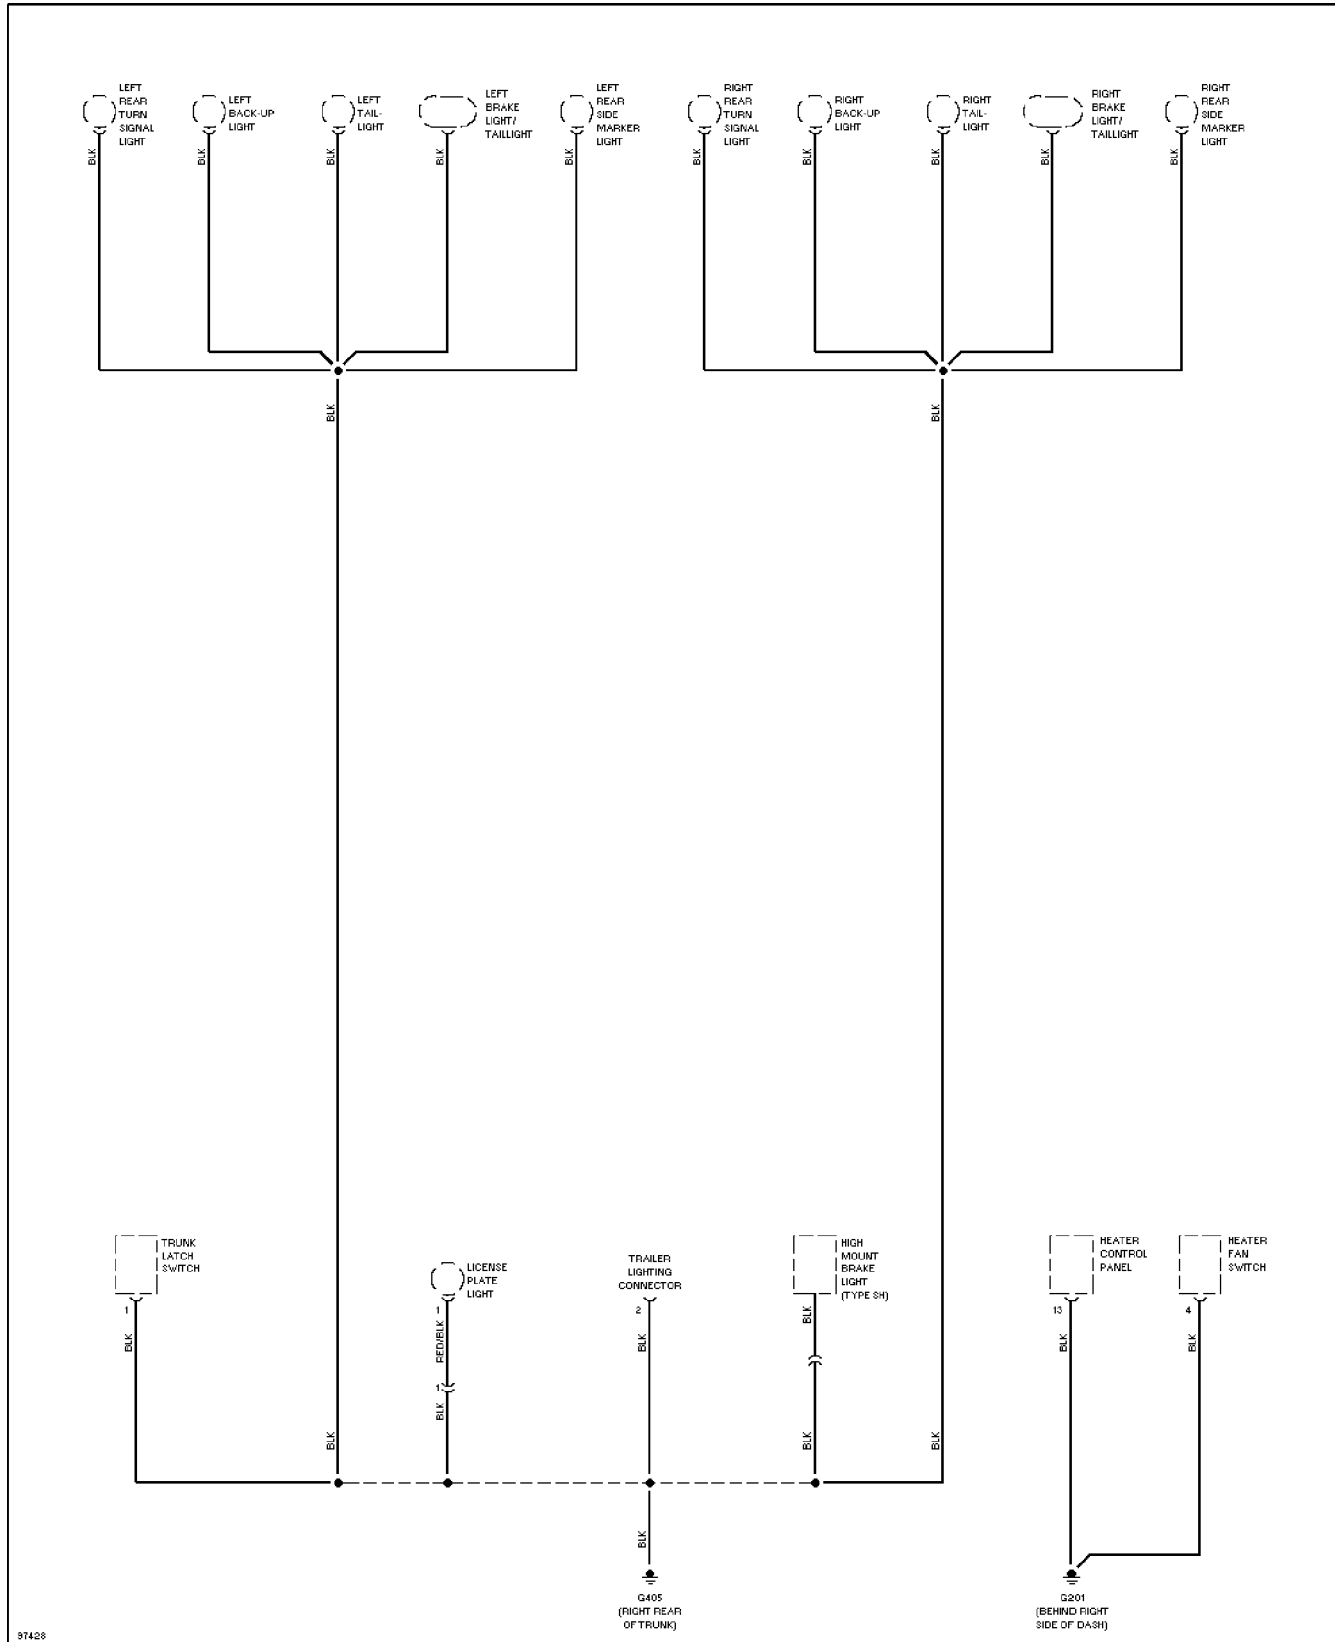 LEFT
REAR
TURN
SIGNAL
LIGHT
LEFT
BACK-UP
LIGHT
LEFT
TAIL-
LIGHT
LEFT
BRAKE
LIGHT/
TAILLIGHT
LEFT
REAR
SIDE
MARKER
LIGHT
RIGHT
REAR
TURN
SIGNAL
LIGHT
RIGHT
BACK-UP
LIGHT
RIGHT
TAIL-
LIGHT
RIGHT
BRAKE
LIGHT/
TAILLIGHT
RIGHT
REAR
SIDE
MARKER
LIGHT
BLK
BLK
BLK
BLK
BLK
BLK
BLK
BLK
BLK
BLK
BLK
BLK
TRUNK
LATCH
SWITCH
1
BLK
BLK
LICENSE
PLATE
LIGHT
1
RED/BLK
1
BLK
TRAILER
LIGHTING
CONNECTOR
2
BLK
HIGH
MOUNT
BRAKE
LIGHT
(TYPE SH)
BLK
BLK
BLK
HEATER
CONTROL
PANEL
13
BLK
HEATER
FAN
SWITCH
4
BLK
BLK
G405
(RIGHT REAR
OF TRUNK)
G201
(BEHIND RIGHT
SIDE OF DASH)
97428